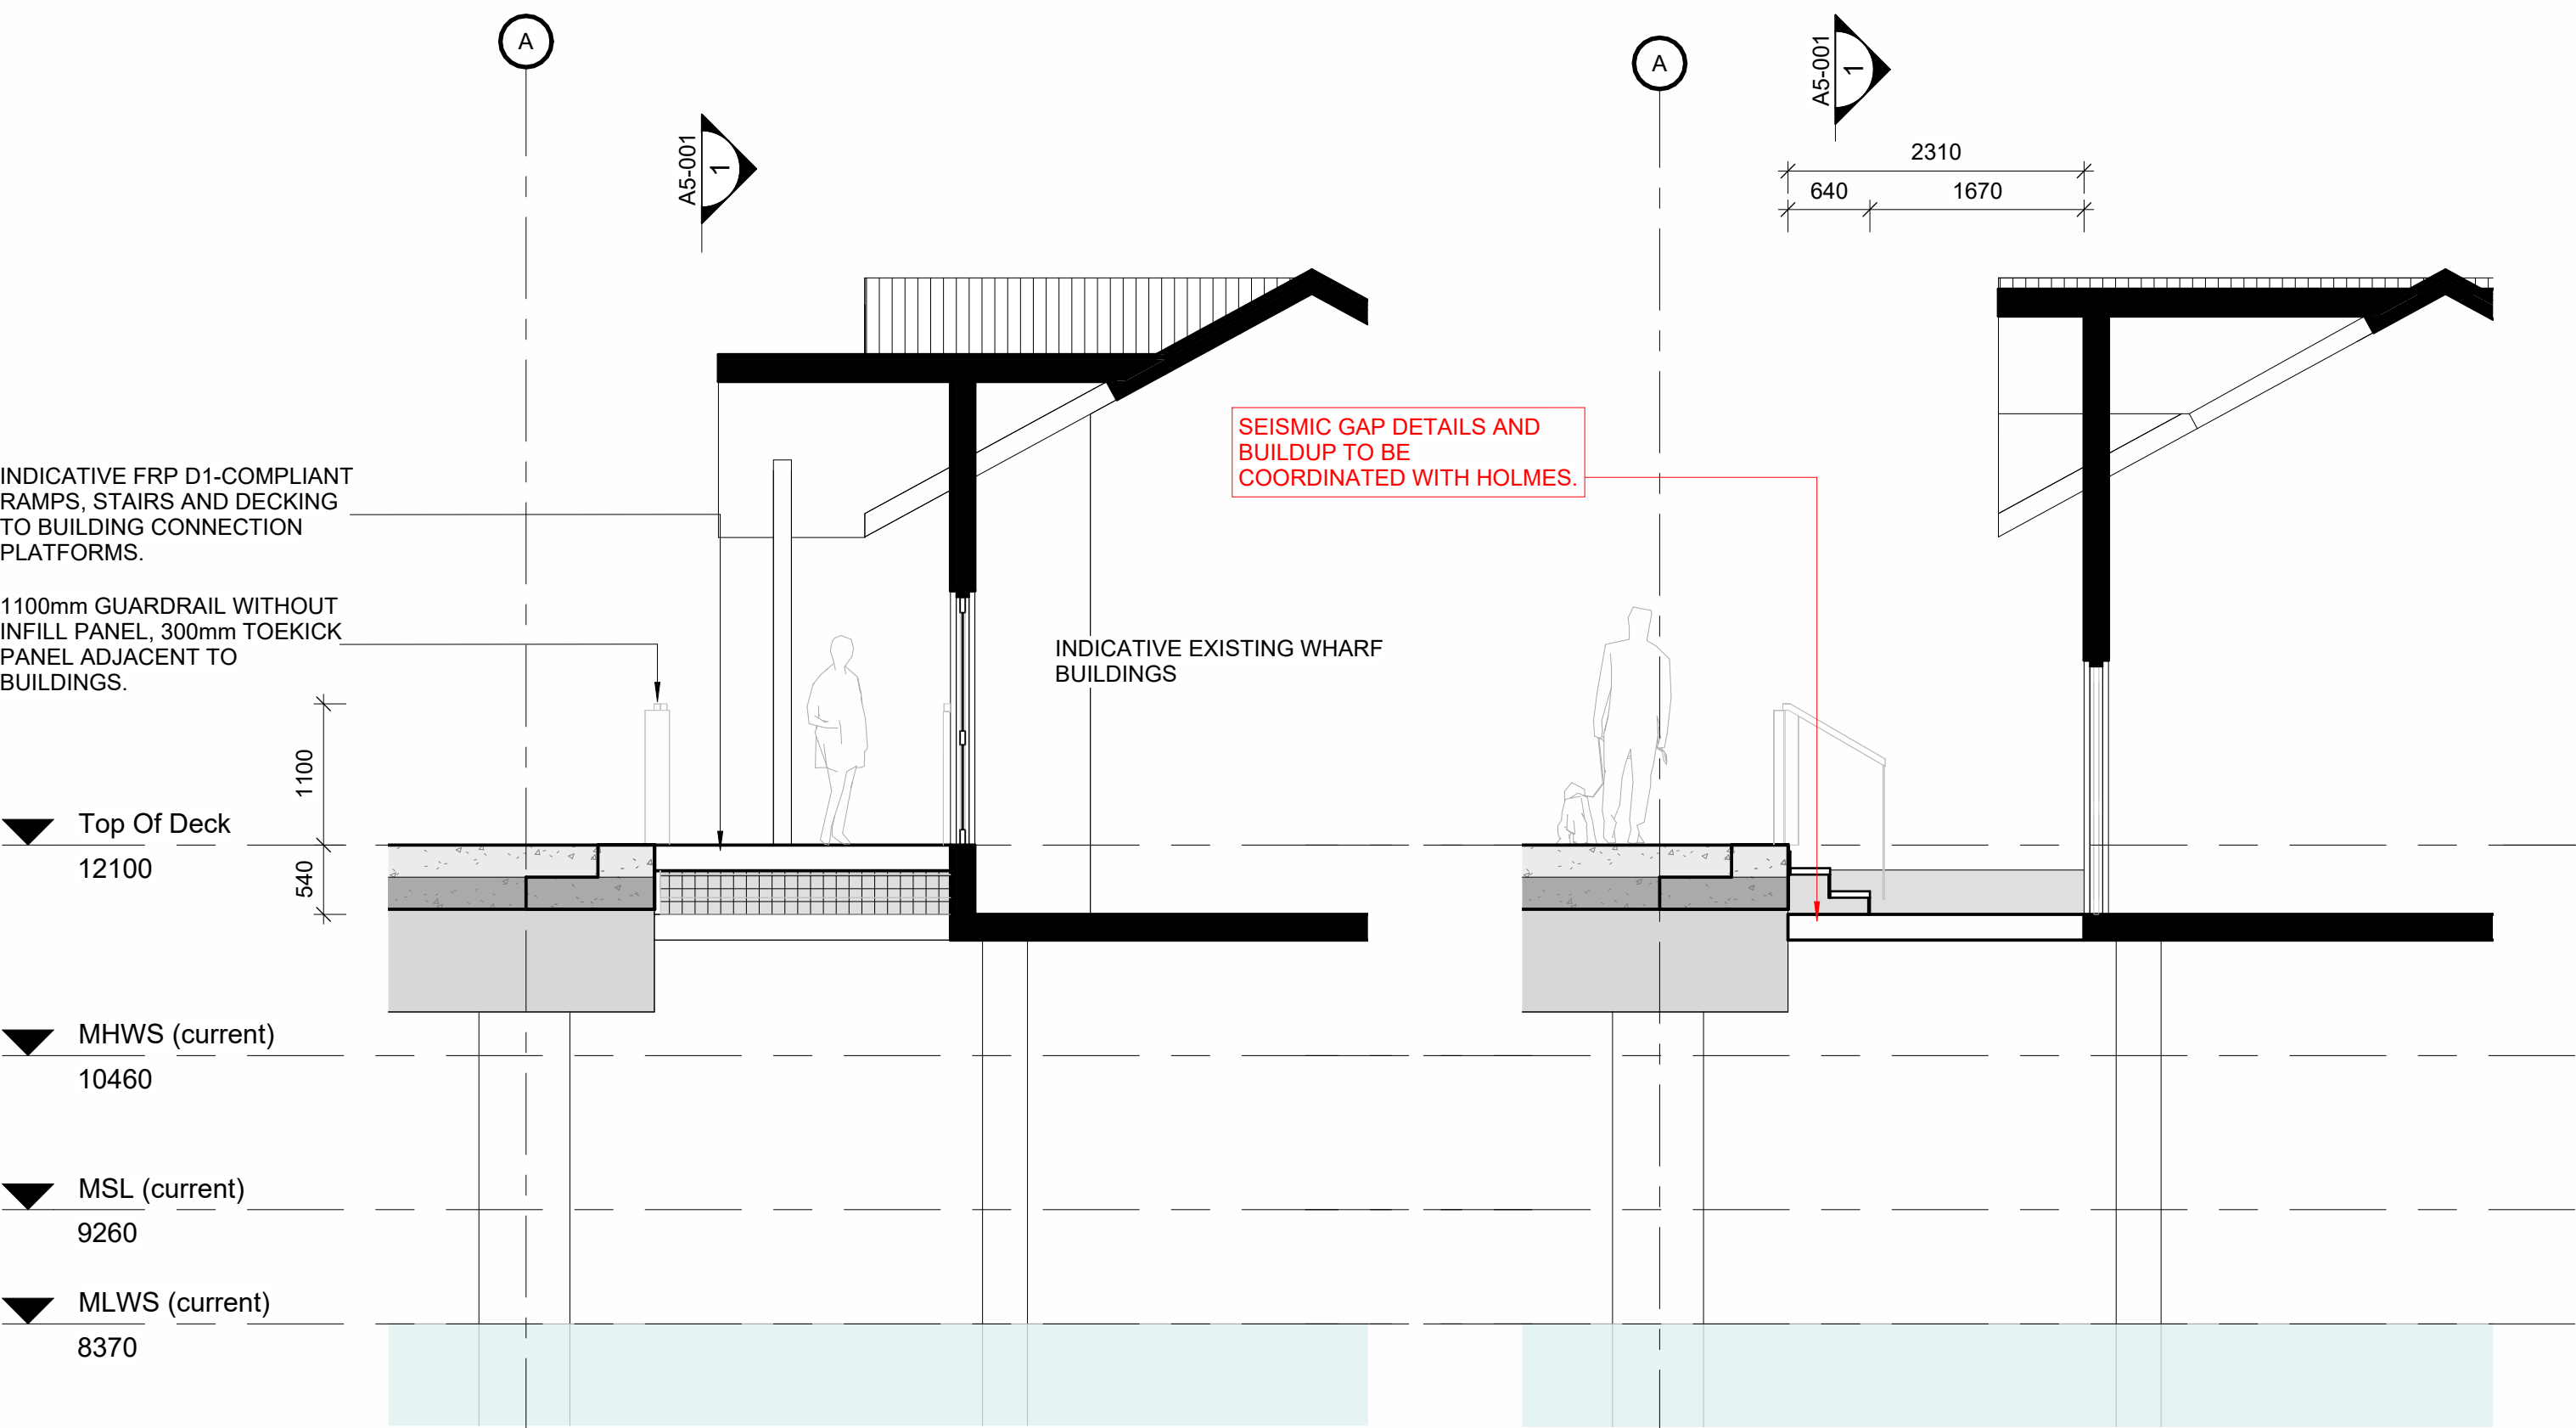 A
A
A5-001
1
A5-001
1
2310
640
1670
INDICATIVE FRP D1-COMPLIANT
RAMPS, STAIRS AND DECKING
TO BUILDING CONNECTION
PLATFORMS.
SEISMIC GAP DETAILS AND
BUILDUP TO BE
COORDINATED WITH HOLMES.
1100mm GUARDRAIL WITHOUT
INFILL PANEL, 300mm TOEKICK
PANEL ADJACENT TO
BUILDINGS.
INDICATIVE EXISTING WHARF
BUILDINGS
1100
540
Top Of Deck
12100
MHWS (current)
10460
MSL (current)
9260
MLWS (current)
8370